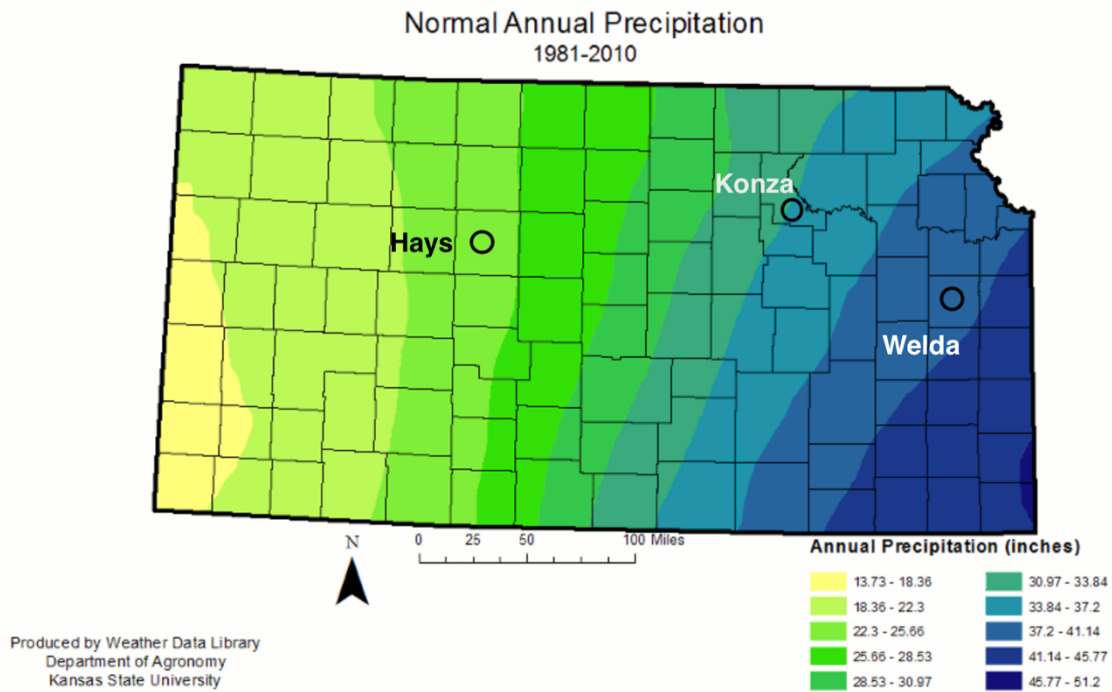 Normal Annual Precipitation
1981-2010
Konza
Hays
Welda
N
0 25 50 100 Miles
Annual Precipitation (inches)
13.73 - 18.36
18.36 - 22.3
22.3 - 25.66
25.66 - 28.53
28.53 - 30.97
30.97 - 33.84
33.84 - 37.2
37.2 - 41.14
41.14 - 45.77
45.77 - 51.2
Produced by Weather Data Library
Department of Agronomy
Kansas State University